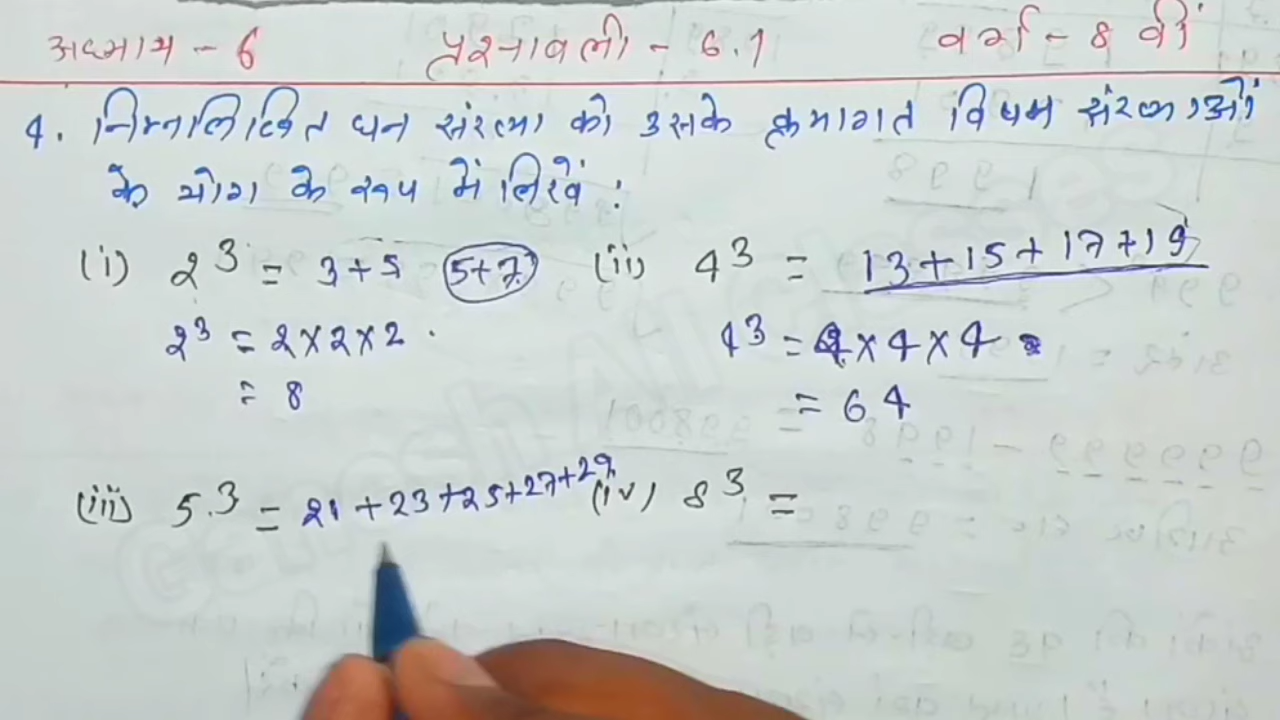 अध्याय - 6 प्रश्नावली - 6.1 वर्ग - 8 वीं
4. निम्नलिखित घन संख्या को उसके क्रमागत विषम संख्याओं
के योग के रूप में लिखें :
(i) 2³ = 3+5 (5+7) (ii) 4³ = 13+15+17+19
2³ = 2×2×2 4³ = 4×4×4
= 8 = 64
(iii) 5³ = 21+23+25+27+29 (iv) 8³ =